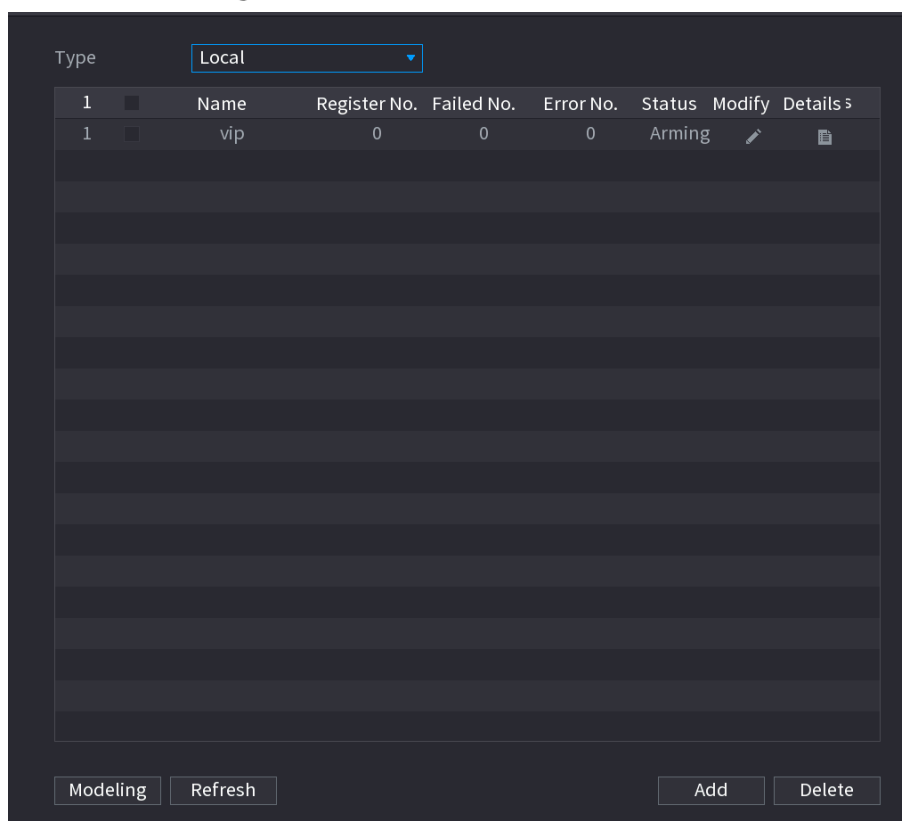 Type Local
1 Name Register No. Failed No. Error No. Status Modify Details s
1 vip 0 0 0 Arming
Modeling Refresh Add Delete